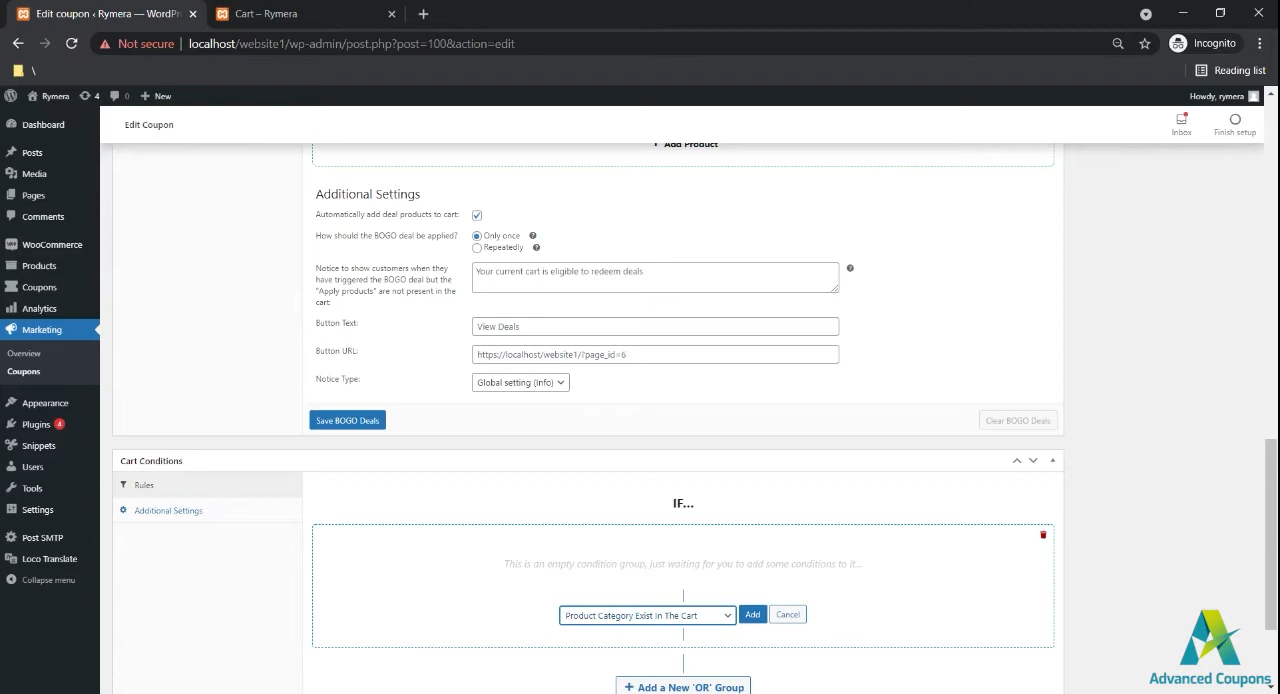 Edit coupon ‹ Rymera — WordPr
Cart – Rymera
Not secure
localhost/website1/wp-admin/post.php?post=100&action=edit
Incognito
\
Reading list
Rymera
4
0
New
Howdy, rymera
Dashboard
Posts
Media
Pages
Comments
WooCommerce
Products
Coupons
Analytics
Marketing
Overview
Coupons
Appearance
Plugins 4
Snippets
Users
Tools
Settings
Post SMTP
Loco Translate
Collapse menu
Edit Coupon
Inbox
Finish setup
+ Add Product
Additional Settings
Automatically add deal products to cart:
How should the BOGO deal be applied?
Only once
Repeatedly
Notice to show customers when
they have triggered the BOGO deal but the
"Apply products" are not present in the
cart:
Your current cart is eligible to redeem deals
Button Text:
View Deals
Button URL:
https://localhost/website1/?page_id=6
Notice Type:
Global setting (Info)
Save BOGO Deals
Clear BOGO Deals
Cart Conditions
Rules
Additional Settings
IF...
This is an empty condition group, just waiting for you to add some conditions to it...
Product Category Exist In The Cart
Add
Cancel
+ Add a New 'OR' Group
Advanced Coupons